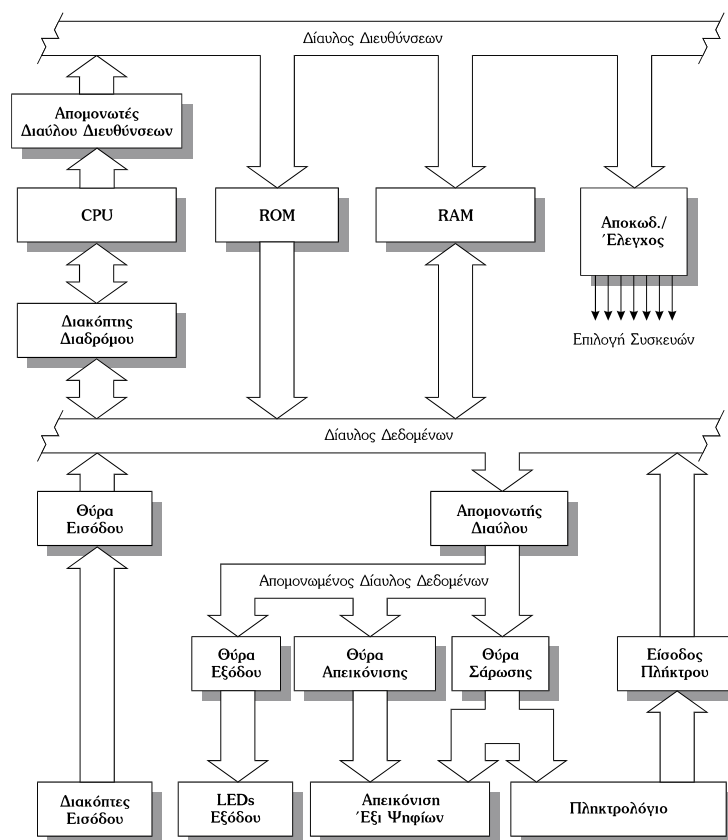 Δίαυλος Διευθύνσεων
Απομονωτές
Διαύλου Διευθύνσεων
CPU
ROM
RAM
Αποκωδ./
Έλεγχος
Διακόπτης
Διαδρόμου
Επιλογή Συσκευών
Δίαυλος Δεδομένων
Θύρα
Εισόδου
Απομονωτής
Διαύλου
Απομονωμένος Δίαυλος Δεδομένων
Θύρα
Εξόδου
Θύρα
Απεικόνισης
Θύρα
Σάρωσης
Είσοδος
Πλήκτρου
Διακόπτες
Εισόδου
LEDs
Εξόδου
Απεικόνιση
Έξι Ψηφίων
Πληκτρολόγιο